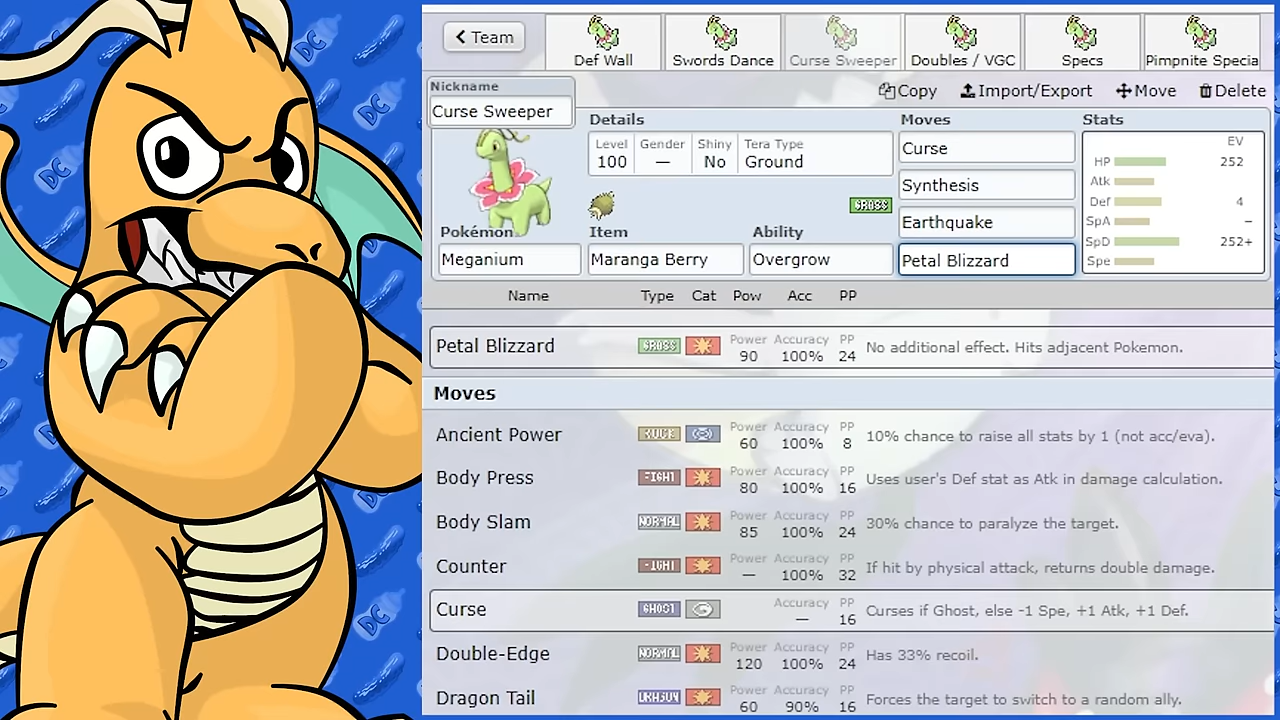 Team
Def Wall
Swords Dance
Curse Sweeper
Doubles / VGC
Specs
Pimpnite Specia
Copy Import/Export Move Delete
Nickname
Curse Sweeper
Details
Level Gender Shiny Tera Type
100 — No Ground
GRASS
Pokémon Item Ability
Meganium Maranga Berry Overgrow
Moves
Curse
Synthesis
Earthquake
Petal Blizzard
Stats
EV
HP 252
Atk
Def 4
SpA –
SpD 252+
Spe
Name Type Cat Pow Acc PP
Petal Blizzard GRASS Power 90 Accuracy 100% PP 24 No additional effect. Hits adjacent Pokemon.
Moves
Ancient Power ROCK Power 60 Accuracy 100% PP 8 10% chance to raise all stats by 1 (not acc/eva).
Body Press FIGHT Power 80 Accuracy 100% PP 16 Uses user's Def stat as Atk in damage calculation.
Body Slam NORMAL Power 85 Accuracy 100% PP 24 30% chance to paralyze the target.
Counter FIGHT Power — Accuracy 100% PP 32 If hit by physical attack, returns double damage.
Curse GHOST Accuracy — PP 16 Curses if Ghost, else -1 Spe, +1 Atk, +1 Def.
Double-Edge NORMAL Power 120 Accuracy 100% PP 24 Has 33% recoil.
Dragon Tail DRAGON Power 60 Accuracy 90% PP 16 Forces the target to switch to a random ally.
DC
DC
DC
DC